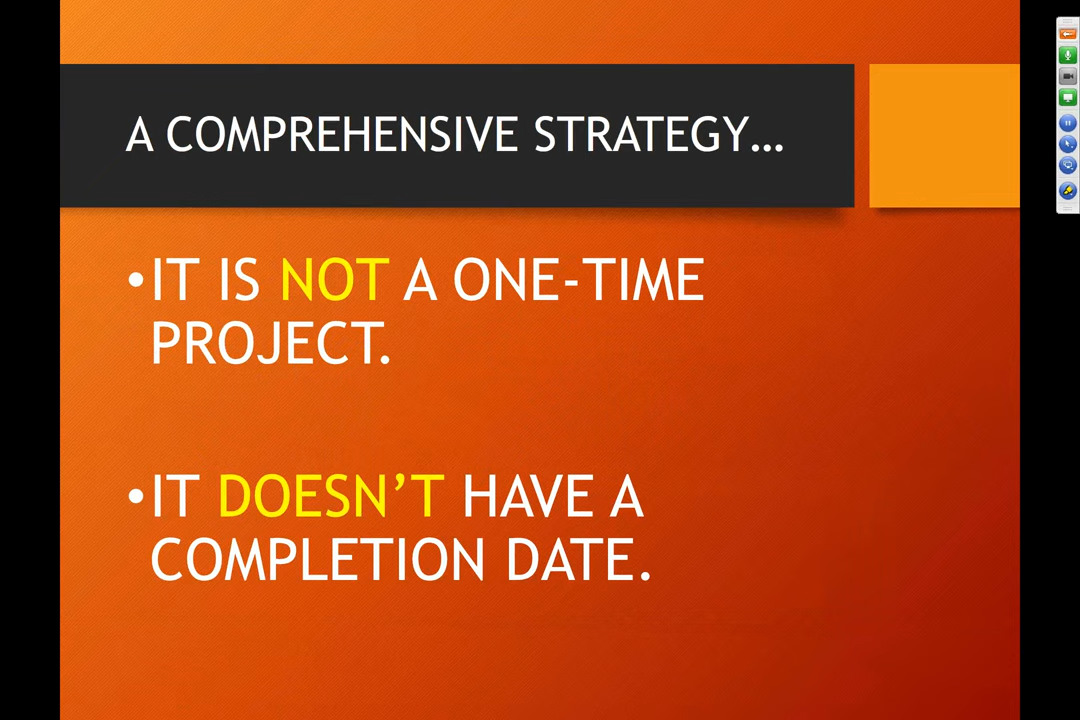 A COMPREHENSIVE STRATEGY…
•IT IS NOT A ONE-TIME
PROJECT.
•IT DOESN’T HAVE A
COMPLETION DATE.